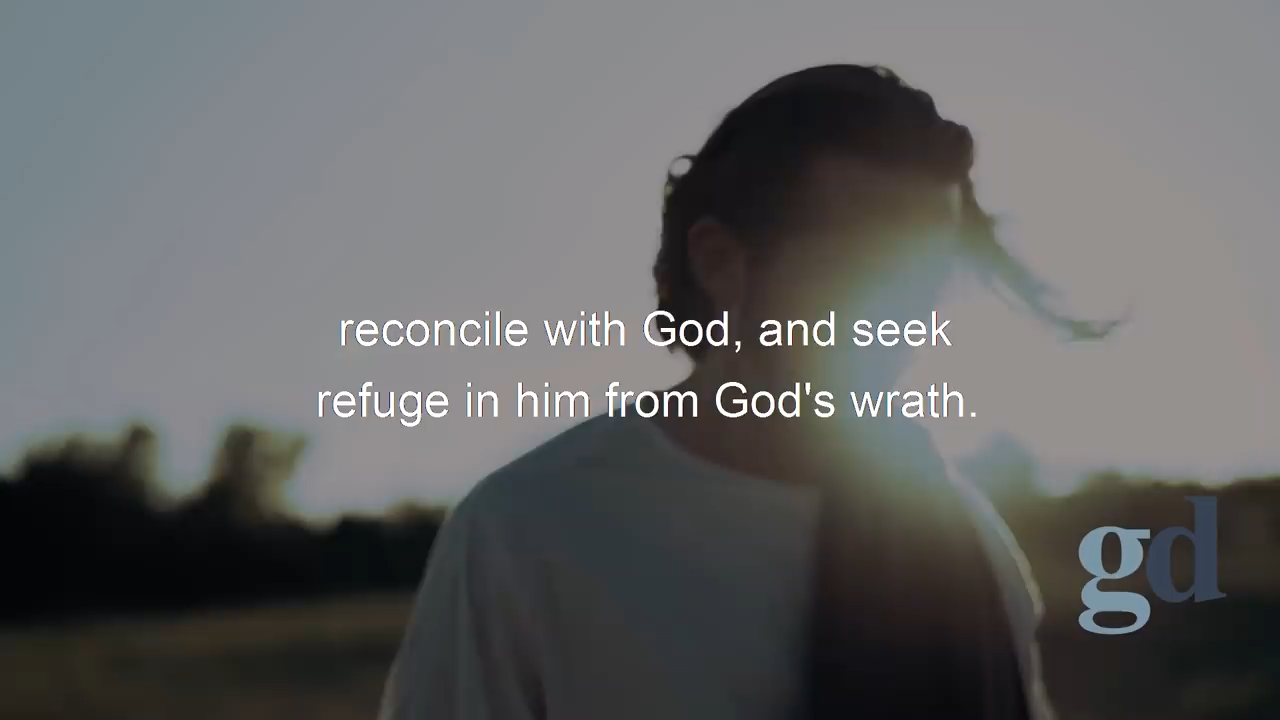 reconcile with God, and seek
refuge in him from God's wrath.
gd